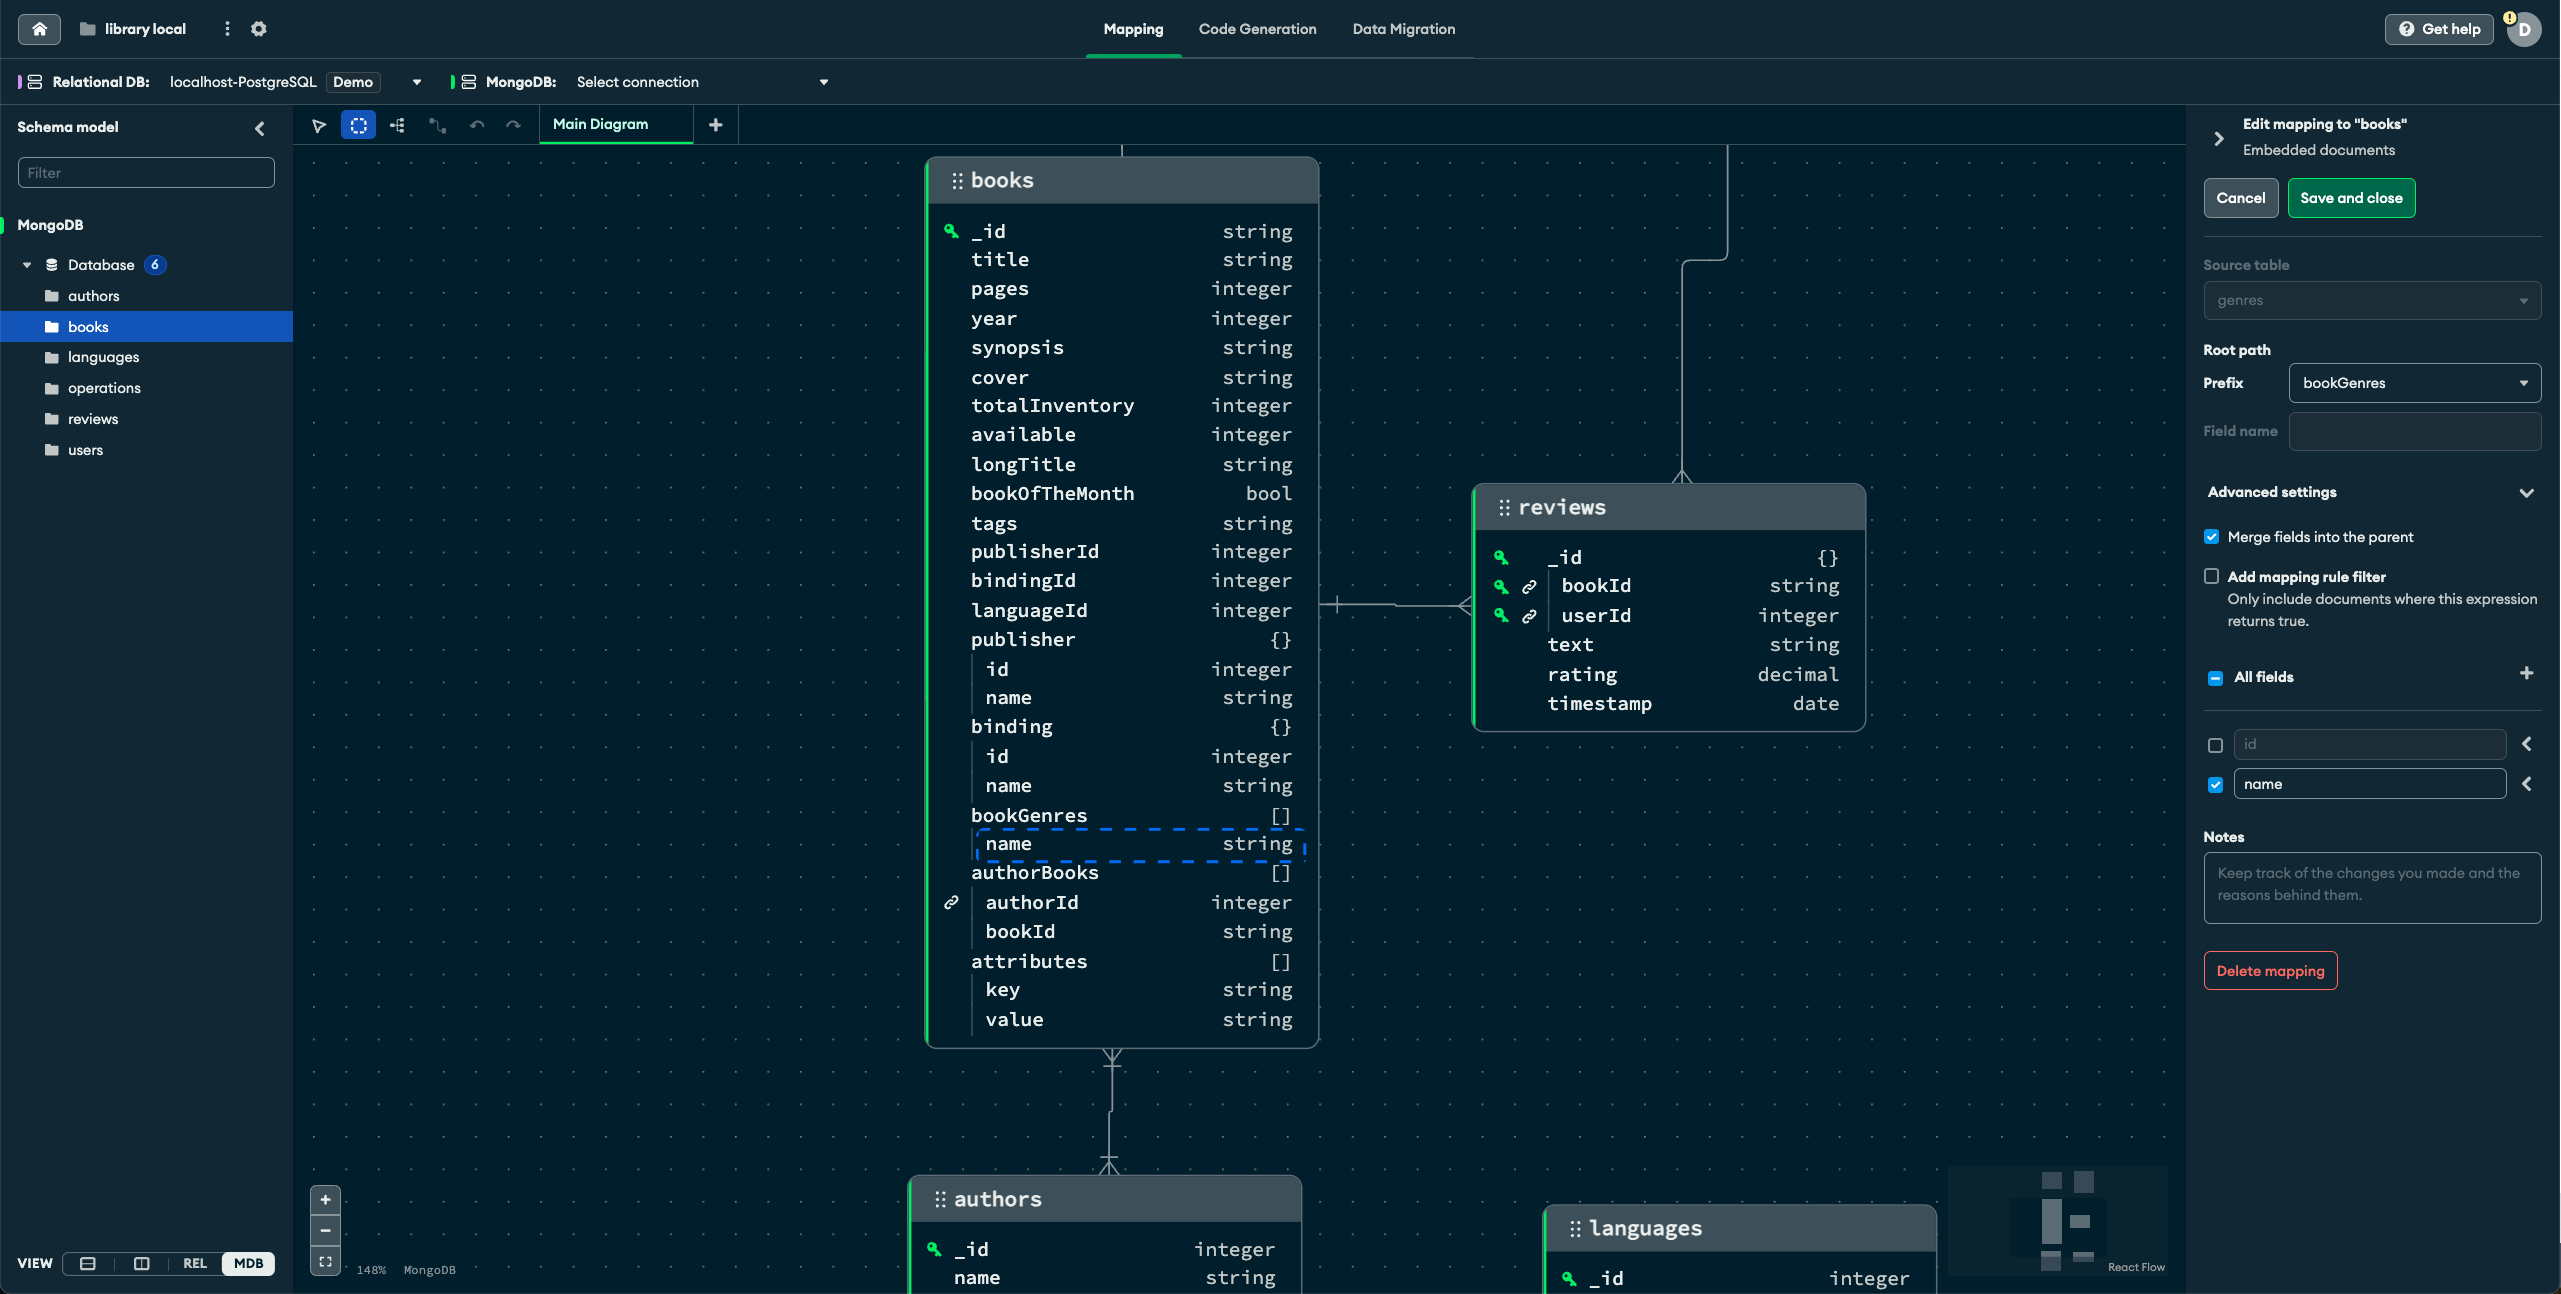 library local
Mapping
Code Generation
Data Migration
Get help
D
Relational DB:
localhost-PostgreSQL
Demo
MongoDB:
Select connection
Schema model
Filter
MongoDB
Database 6
authors
books
languages
operations
reviews
users
VIEW
REL
MDB
Main Diagram
books
_id string
title string
pages integer
year integer
synopsis string
cover string
totalInventory integer
available integer
longTitle string
bookOfTheMonth bool
tags string
publisherId integer
bindingId integer
languageId integer
publisher {}
id integer
name string
binding {}
id integer
name string
bookGenres []
name string
authorBooks []
authorId integer
bookId string
attributes []
key string
value string
reviews
_id {}
bookId string
userId integer
text string
rating decimal
timestamp date
authors
_id integer
name string
languages
_id integer
148% MongoDB
React Flow
Edit mapping to "books"
Embedded documents
Cancel
Save and close
Source table
genres
Root path
Prefix
bookGenres
Field name
Advanced settings
Merge fields into the parent
Add mapping rule filter
Only include documents where this expression
returns true.
All fields
id
name
Notes
Keep track of the changes you made and the
reasons behind them.
Delete mapping